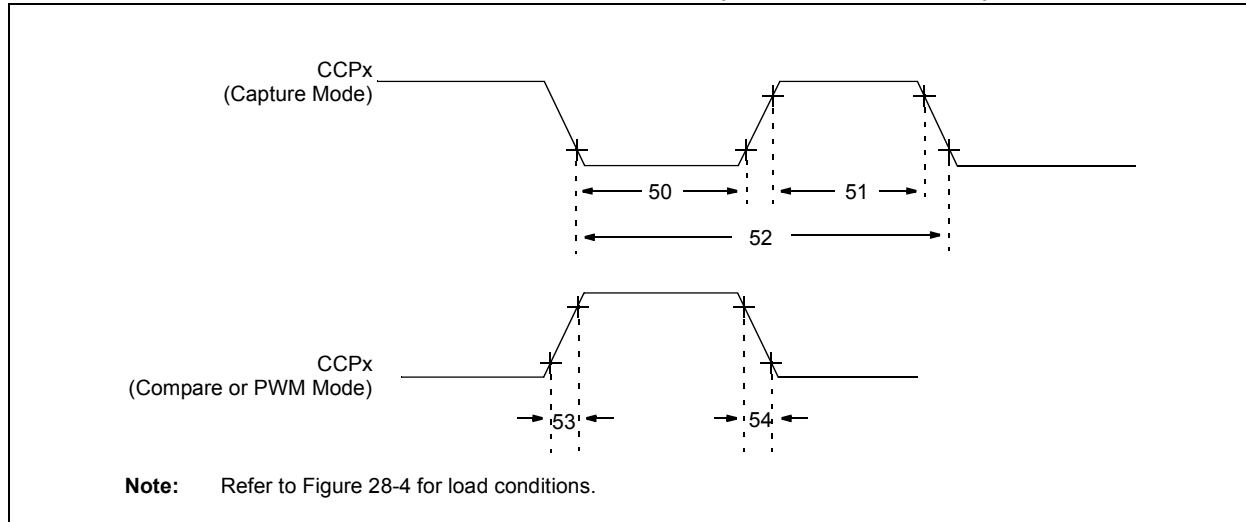 CCPx
(Capture Mode)
50
51
52
CCPx
(Compare or PWM Mode)
53
54
Note: Refer to Figure 28-4 for load conditions.